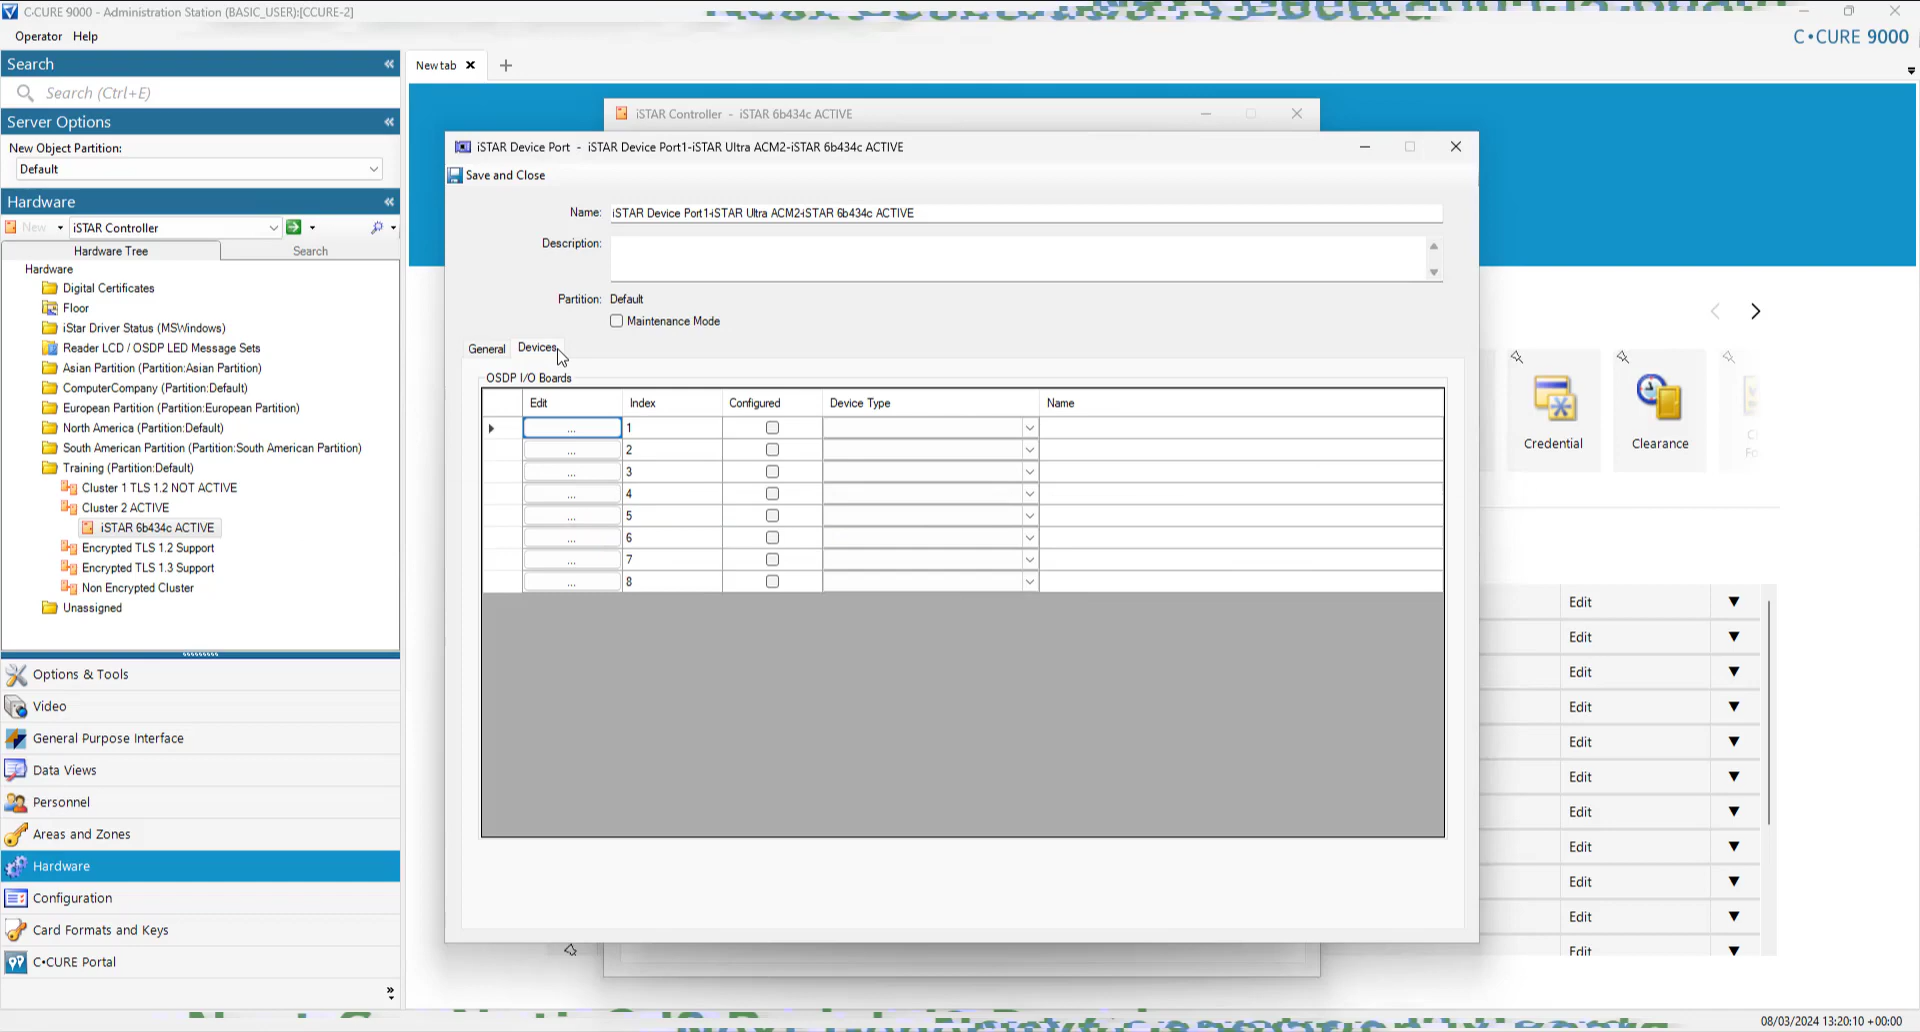 C•CURE 9000 - Administration Station (BASIC_USER):[CCURE-2]
Operator Help
C•CURE 9000
Search
Search (Ctrl+E)
Server Options
New Object Partition:
Default
Hardware
New
iSTAR Controller
Hardware Tree
Search
Hardware
Digital Certificates
Floor
iStar Driver Status (MSWindows)
Reader LCD / OSDP LED Message Sets
Asian Partition (Partition:Asian Partition)
ComputerCompany (Partition:Default)
European Partition (Partition:European Partition)
North America (Partition:Default)
South American Partition (Partition:South American Partition)
Training (Partition:Default)
Cluster 1 TLS 1.2 NOT ACTIVE
Cluster 2 ACTIVE
iSTAR 6b434c ACTIVE
Encrypted TLS 1.2 Support
Encrypted TLS 1.3 Support
Non Encrypted Cluster
Unassigned
Options & Tools
Video
General Purpose Interface
Data Views
Personnel
Areas and Zones
Hardware
Configuration
Card Formats and Keys
C•CURE Portal
New tab
iSTAR Controller - iSTAR 6b434c ACTIVE
iSTAR Device Port - iSTAR Device Port1-iSTAR Ultra ACM2-iSTAR 6b434c ACTIVE
Save and Close
Name: iSTAR Device Port1-iSTAR Ultra ACM2-iSTAR 6b434c ACTIVE
Description:
Partition: Default
Maintenance Mode
General Devices
OSDP I/O Boards
Edit Index Configured Device Type Name
... 1
... 2
... 3
... 4
... 5
... 6
... 7
... 8
Credential
Clearance
Edit
Edit
Edit
Edit
Edit
Edit
Edit
Edit
Edit
Edit
Edit
08/03/2024 13:20:10 +00:00